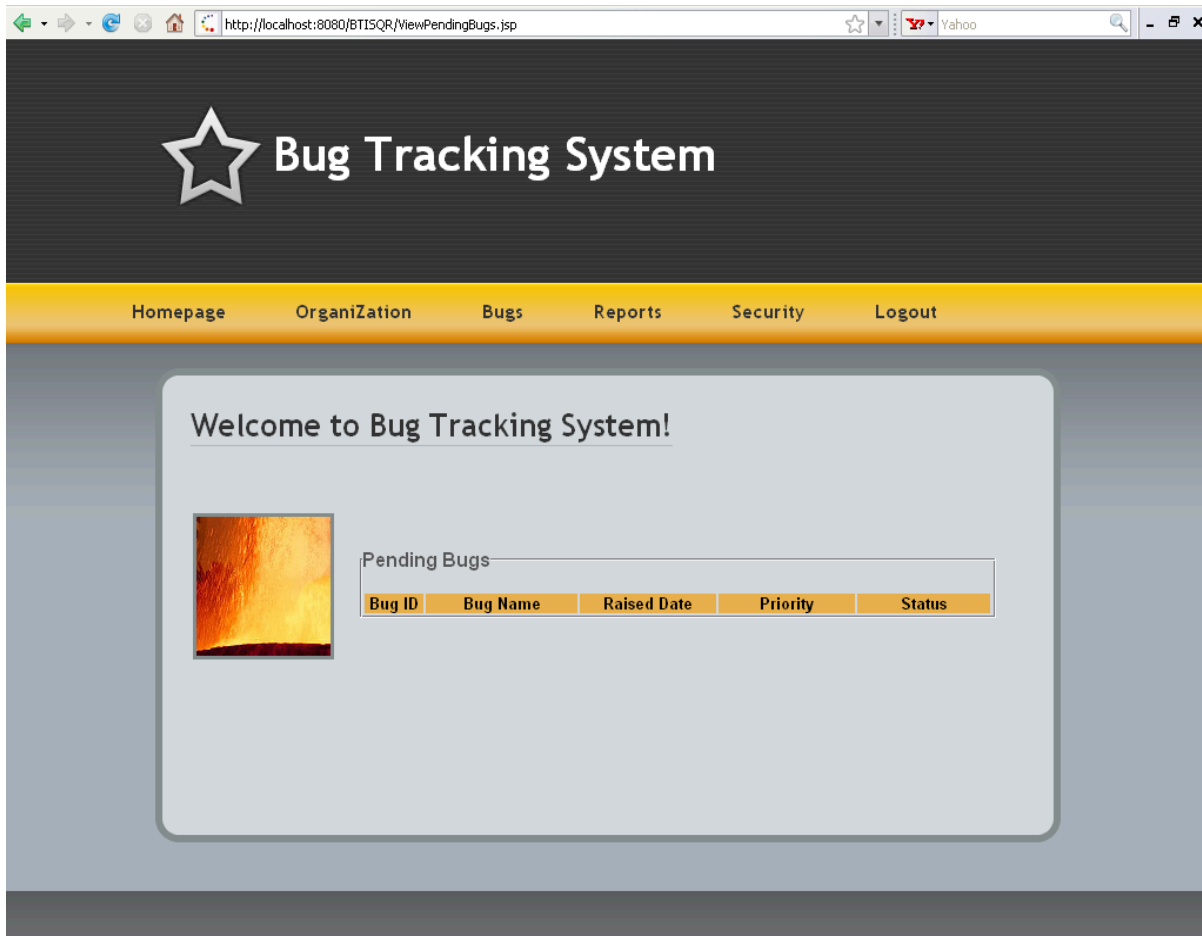 http://localhost:8080/BTISQR/ViewPendingBugs.jsp Yahoo
Bug Tracking System
Homepage OrganiZation Bugs Reports Security Logout
Welcome to Bug Tracking System!
Pending Bugs
Bug ID Bug Name Raised Date Priority Status